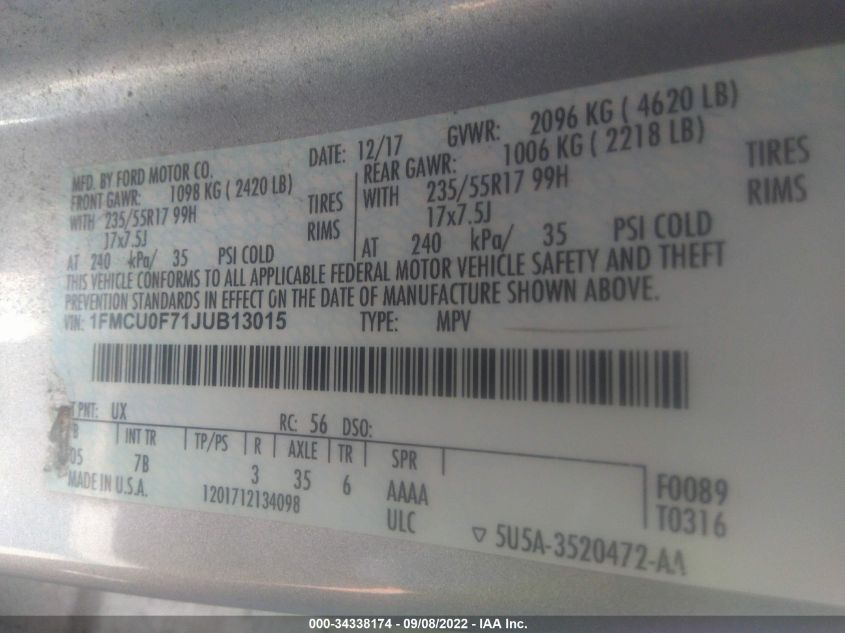 MFD. BY FORD MOTOR CO. DATE: 12/17 GVWR: 2096 KG ( 4620 LB)
FRONT GAWR: 1098 KG ( 2420 LB) REAR GAWR: 1006 KG ( 2218 LB)
WITH 235/55R17 99H TIRES WITH 235/55R17 99H TIRES
17x7.5J RIMS 17x7.5J RIMS
AT 240 kPa/ 35 PSI COLD AT 240 kPa/ 35 PSI COLD
THIS VEHICLE CONFORMS TO ALL APPLICABLE FEDERAL MOTOR VEHICLE SAFETY AND THEFT
PREVENTION STANDARDS IN EFFECT ON THE DATE OF MANUFACTURE SHOWN ABOVE.
VIN: 1FMCU0F71JUB13015 TYPE: MPV
T PNT: UX RC: 56 DSO:
B INT TR TP/PS R AXLE TR SPR
05 7B 3 35 6 AAAA F0089
MADE IN U.S.A. 1201712134098 ULC T0316
▽ 5U5A-3520472-AA
000-34338174 - 09/08/2022 - IAA Inc.